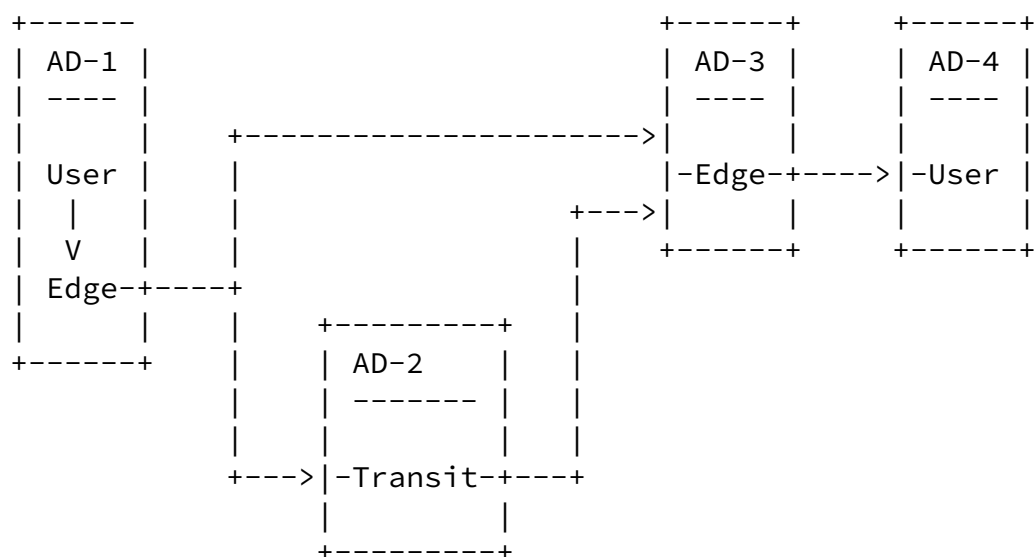 +------                             +------+     +------+
| AD-1 |                            | AD-3 |     | AD-4 |
| ---- |                            | ---- |     | ---- |
|      |    +---------------------->|      |     |      |
| User |    |                       |-Edge-+---->|-User |
|  |   |    |                  +--->|      |     |      |
|  V   |    |                  |    +------+     +------+
| Edge-+----+                  |
|      |    |    +---------+   |
+------+    |    | AD-2    |   |
            |    | ------- |   |
            |    |         |   |
            +--->|-Transit-+---+
                 |         |
                 +---------+